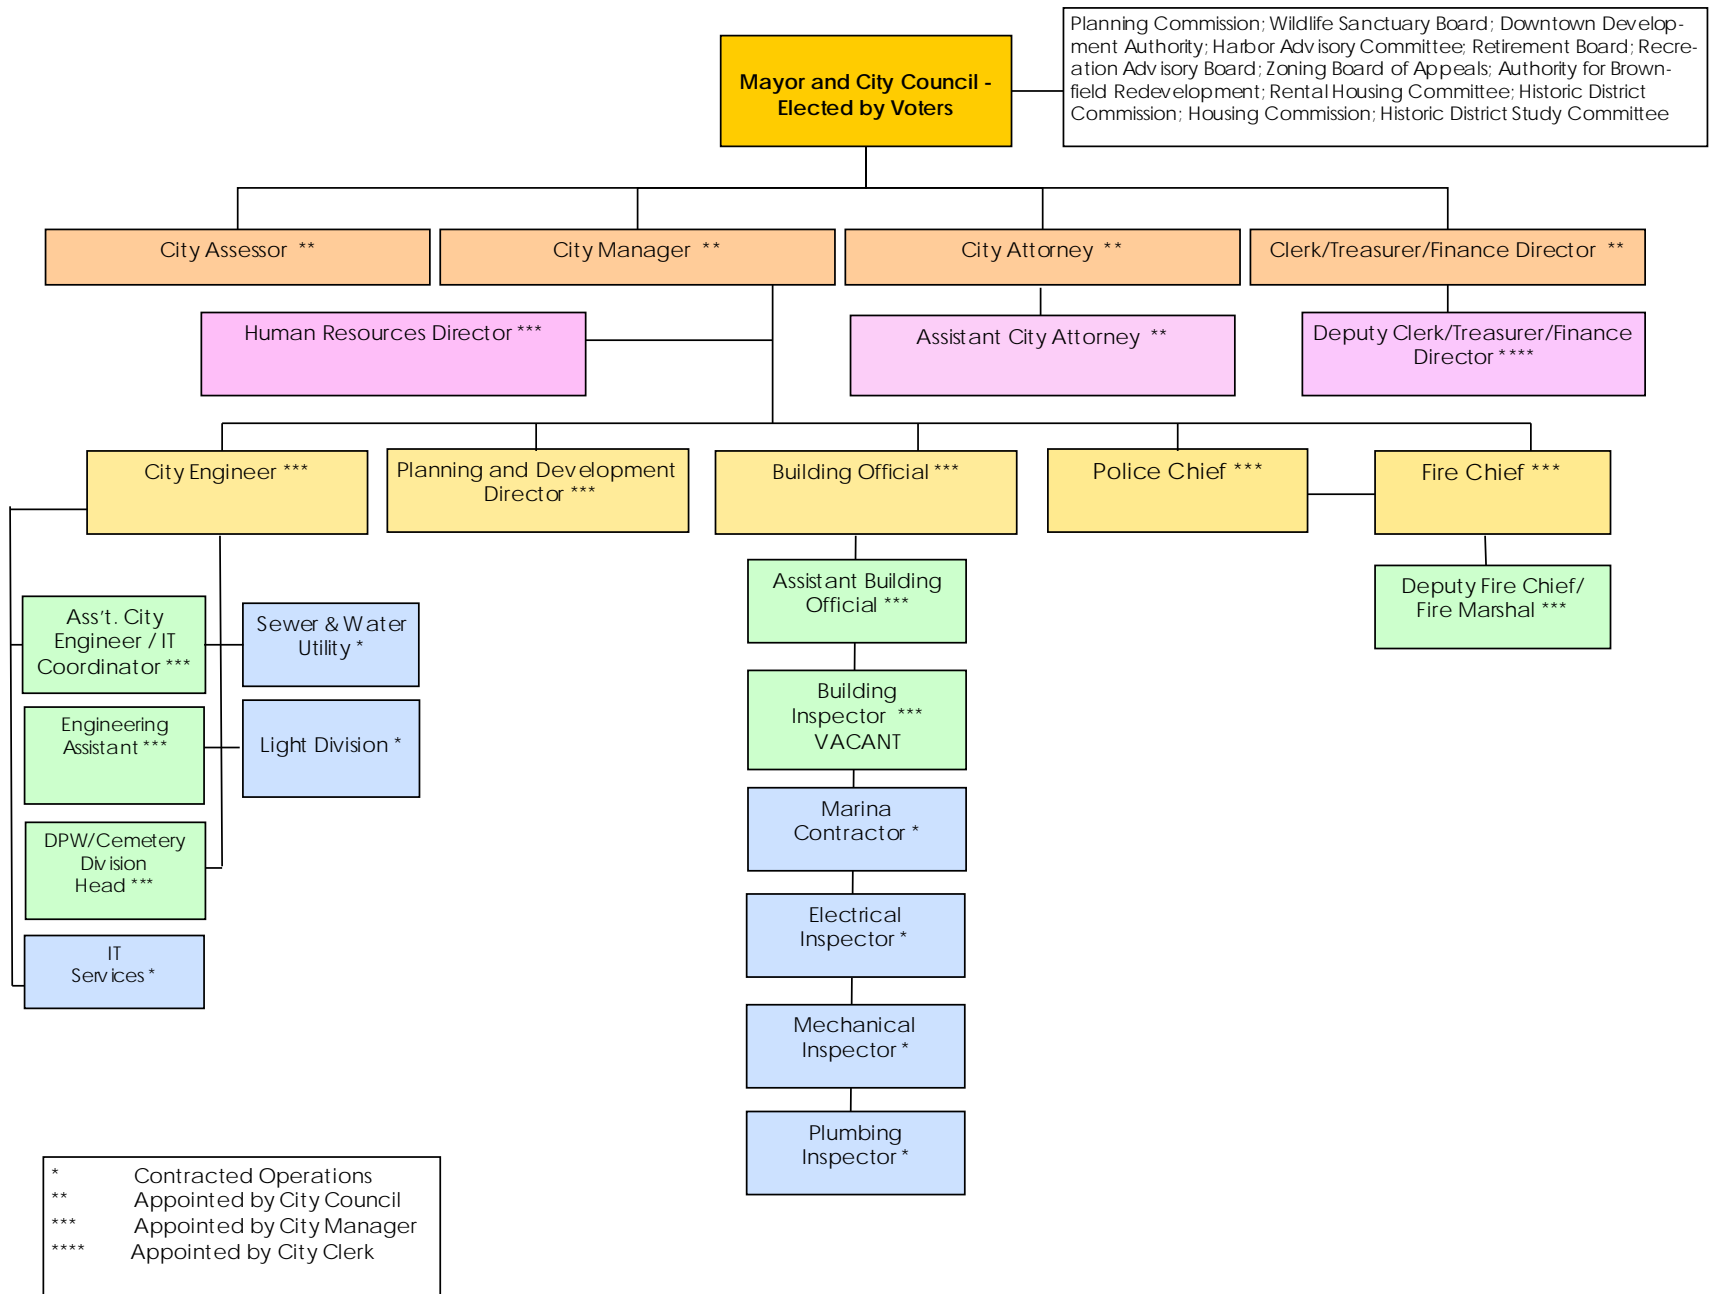 Planning Commission; Wildlife Sanctuary Board; Downtown Develop-
ment Authority; Harbor Advisory Committee; Retirement Board; Recre-
ation Advisory Board; Zoning Board of Appeals; Authority for Brown-
field Redevelopment; Rental Housing Committee; Historic District
Commission; Housing Commission; Historic District Study Committee
Mayor and City Council -
Elected by Voters
City Assessor **
City Manager **
City Attorney **
Clerk/Treasurer/Finance Director **
Human Resources Director ***
Assistant City Attorney **
Deputy Clerk/Treasurer/Finance
Director ****
City Engineer ***
Planning and Development
Director ***
Building Official ***
Police Chief ***
Fire Chief ***
Ass't. City
Engineer / IT
Coordinator ***
Sewer & Water
Utility *
Engineering
Assistant ***
Light Division *
DPW/Cemetery
Division
Head ***
IT
Services *
Assistant Building
Official ***
Building
Inspector ***
VACANT
Marina
Contractor *
Electrical
Inspector *
Mechanical
Inspector *
Plumbing
Inspector *
Deputy Fire Chief/
Fire Marshal ***
* Contracted Operations
** Appointed by City Council
*** Appointed by City Manager
**** Appointed by City Clerk